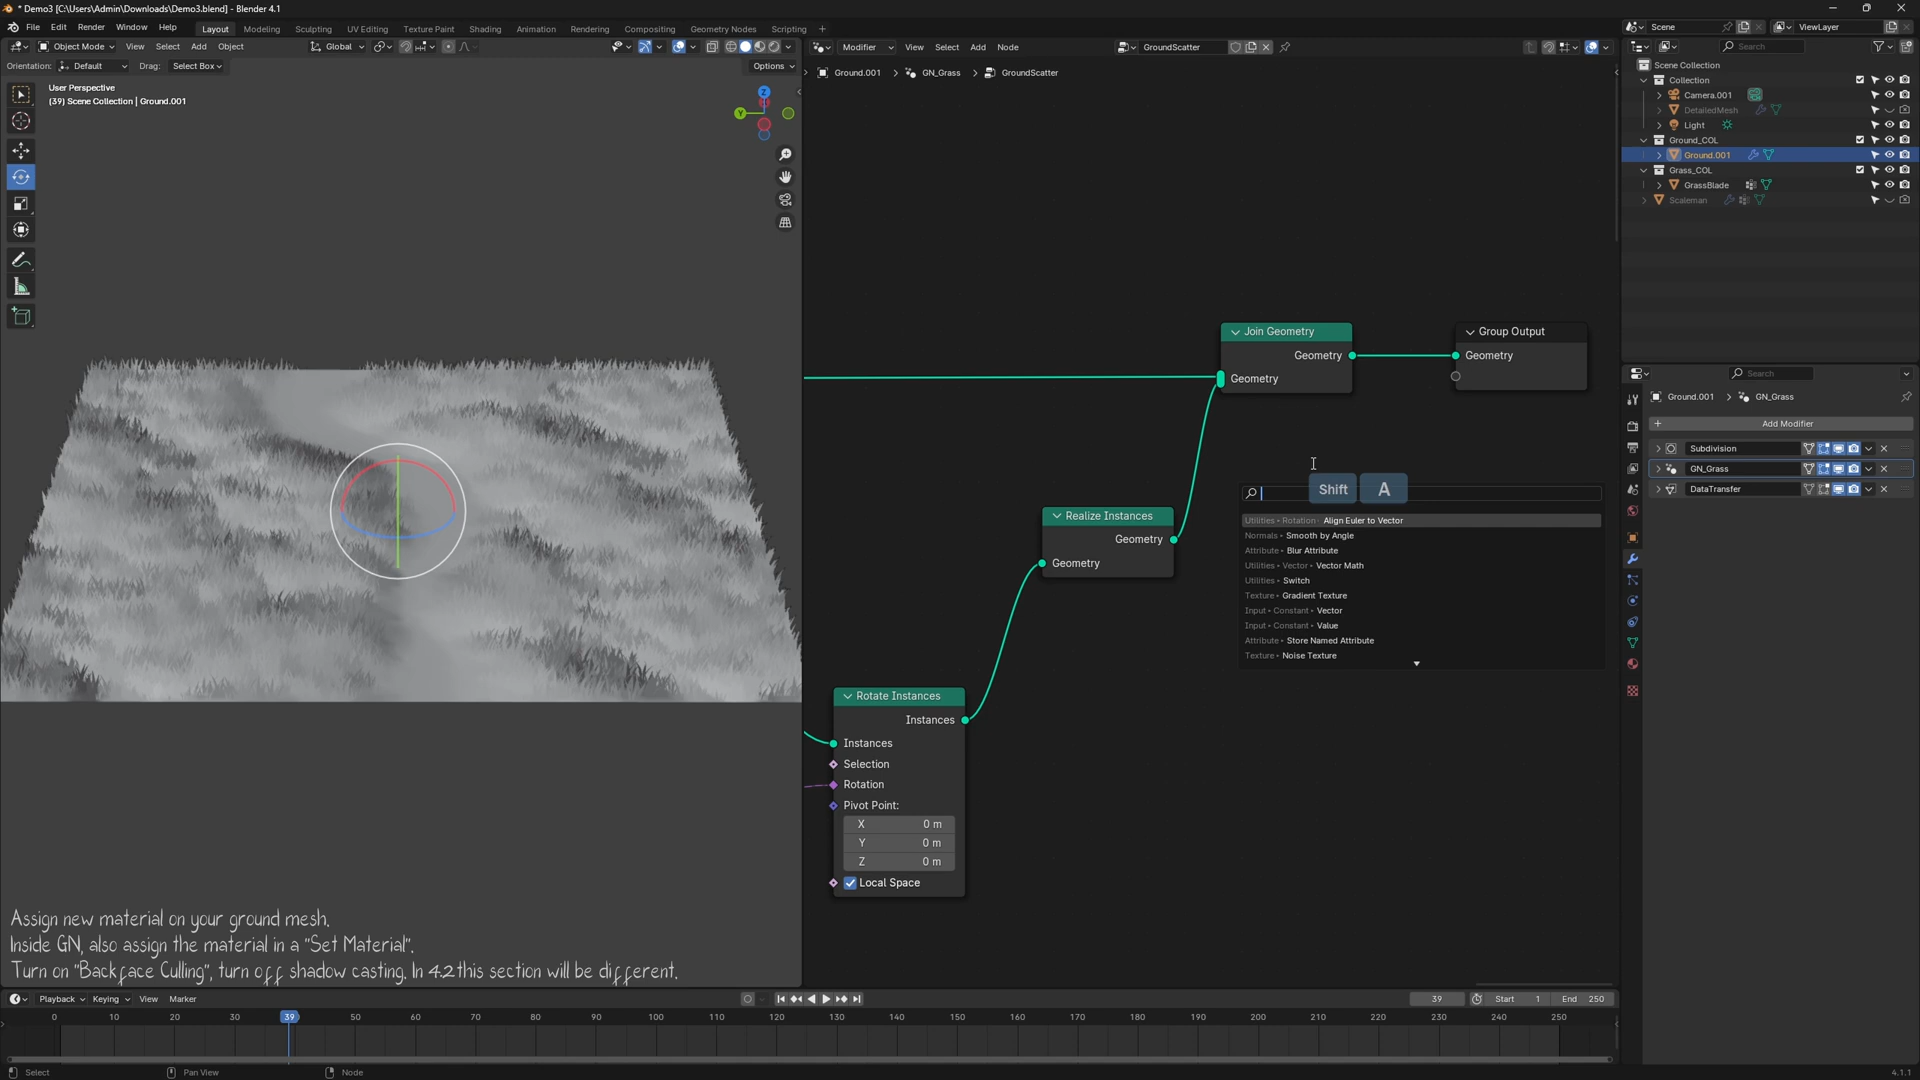 * Demo3 [C:\Users\Admin\Downloads\Demo3.blend] - Blender 4.1
File Edit Render Window Help Layout Modeling Sculpting UV Editing Texture Paint Shading Animation Rendering Compositing Geometry Nodes Scripting + Scene ViewLayer
Object Mode View Select Add Object Global Modifier View Select Add Node GroundScatter Search
Orientation: Default Drag: Select Box Options
Ground.001 > GN_Grass > GroundScatter
User Perspective
(39) Scene Collection | Ground.001
Z
Y
Scene Collection
Collection
Camera.001
DetailedMesh
Light
Ground_COL
Ground.001
Grass_COL
GrassBlade
Scaleman
Join Geometry
Geometry
Geometry
Group Output
Geometry
Search
Ground.001 > GN_Grass
+ Add Modifier
Subdivision
GN_Grass
DataTransfer
Shift A
Utilities ▸ Rotation ▸ Align Euler to Vector
Normals ▸ Smooth by Angle
Attribute ▸ Blur Attribute
Utilities ▸ Vector ▸ Vector Math
Utilities ▸ Switch
Texture ▸ Gradient Texture
Input ▸ Constant ▸ Vector
Input ▸ Constant ▸ Value
Attribute ▸ Store Named Attribute
Texture ▸ Noise Texture
Realize Instances
Geometry
Geometry
Rotate Instances
Instances
Instances
Selection
Rotation
Pivot Point:
X 0 m
Y 0 m
Z 0 m
Local Space
Assign new material on your ground mesh.
Inside GN, also assign the material in a "Set Material".
Turn on "Backface Culling", turn off shadow casting. In 4.2 this section will be different.
Playback Keying View Marker 39 Start 1 End 250
0 10 20 30 39 50 60 70 80 90 100 110 120 130 140 150 160 170 180 190 200 210 220 230 240 250
Select Pan View Node 4.1.1